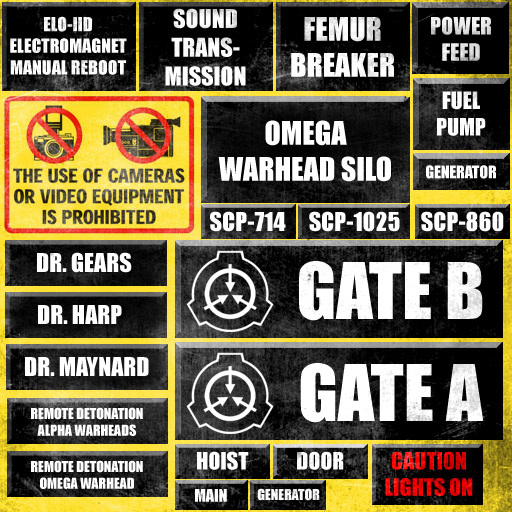 ELO-IID
ELECTROMAGNET
MANUAL REBOOT
SOUND
TRANS-
MISSION
FEMUR
BREAKER
POWER
FEED
FUEL
PUMP
GENERATOR
THE USE OF CAMERAS
OR VIDEO EQUIPMENT
IS PROHIBITED
OMEGA
WARHEAD SILO
SCP-714
SCP-1025
SCP-860
DR. GEARS
DR. HARP
DR. MAYNARD
REMOTE DETONATION
ALPHA WARHEADS
REMOTE DETONATION
OMEGA WARHEAD
GATE B
GATE A
HOIST
DOOR
MAIN
GENERATOR
CAUTION
LIGHTS ON